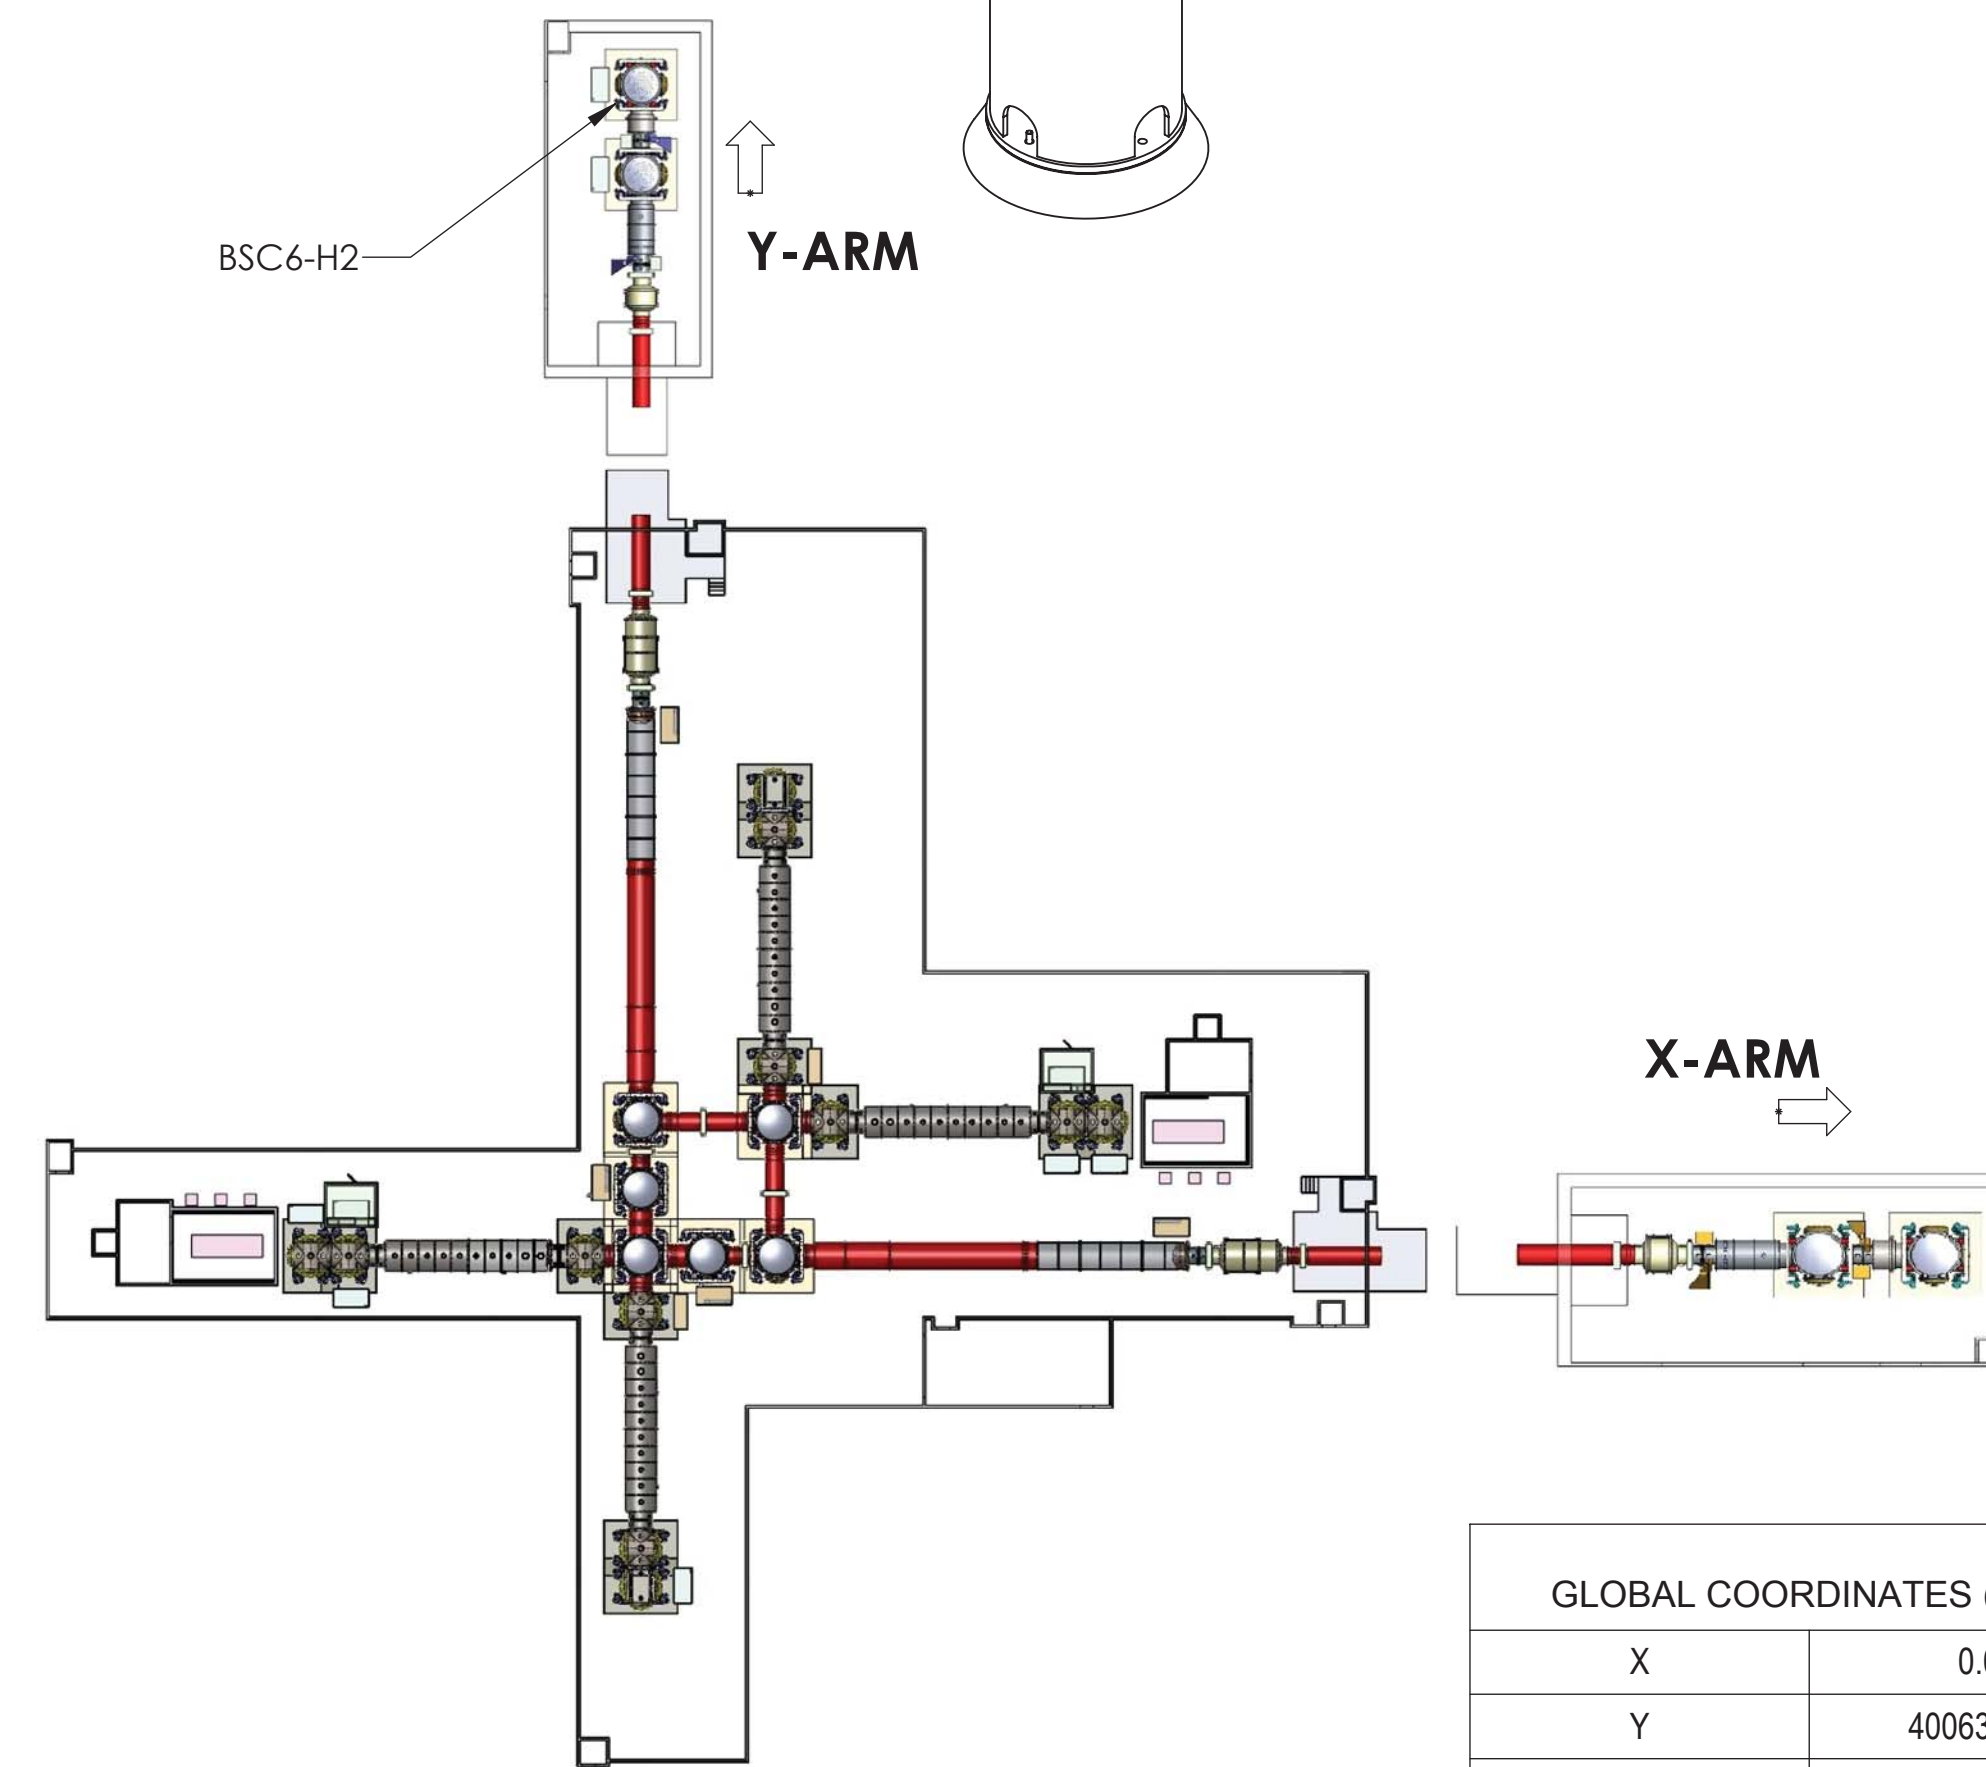 BSC6-H2
Y-ARM
X-ARM
GLOBAL COORDINATES
X
Y